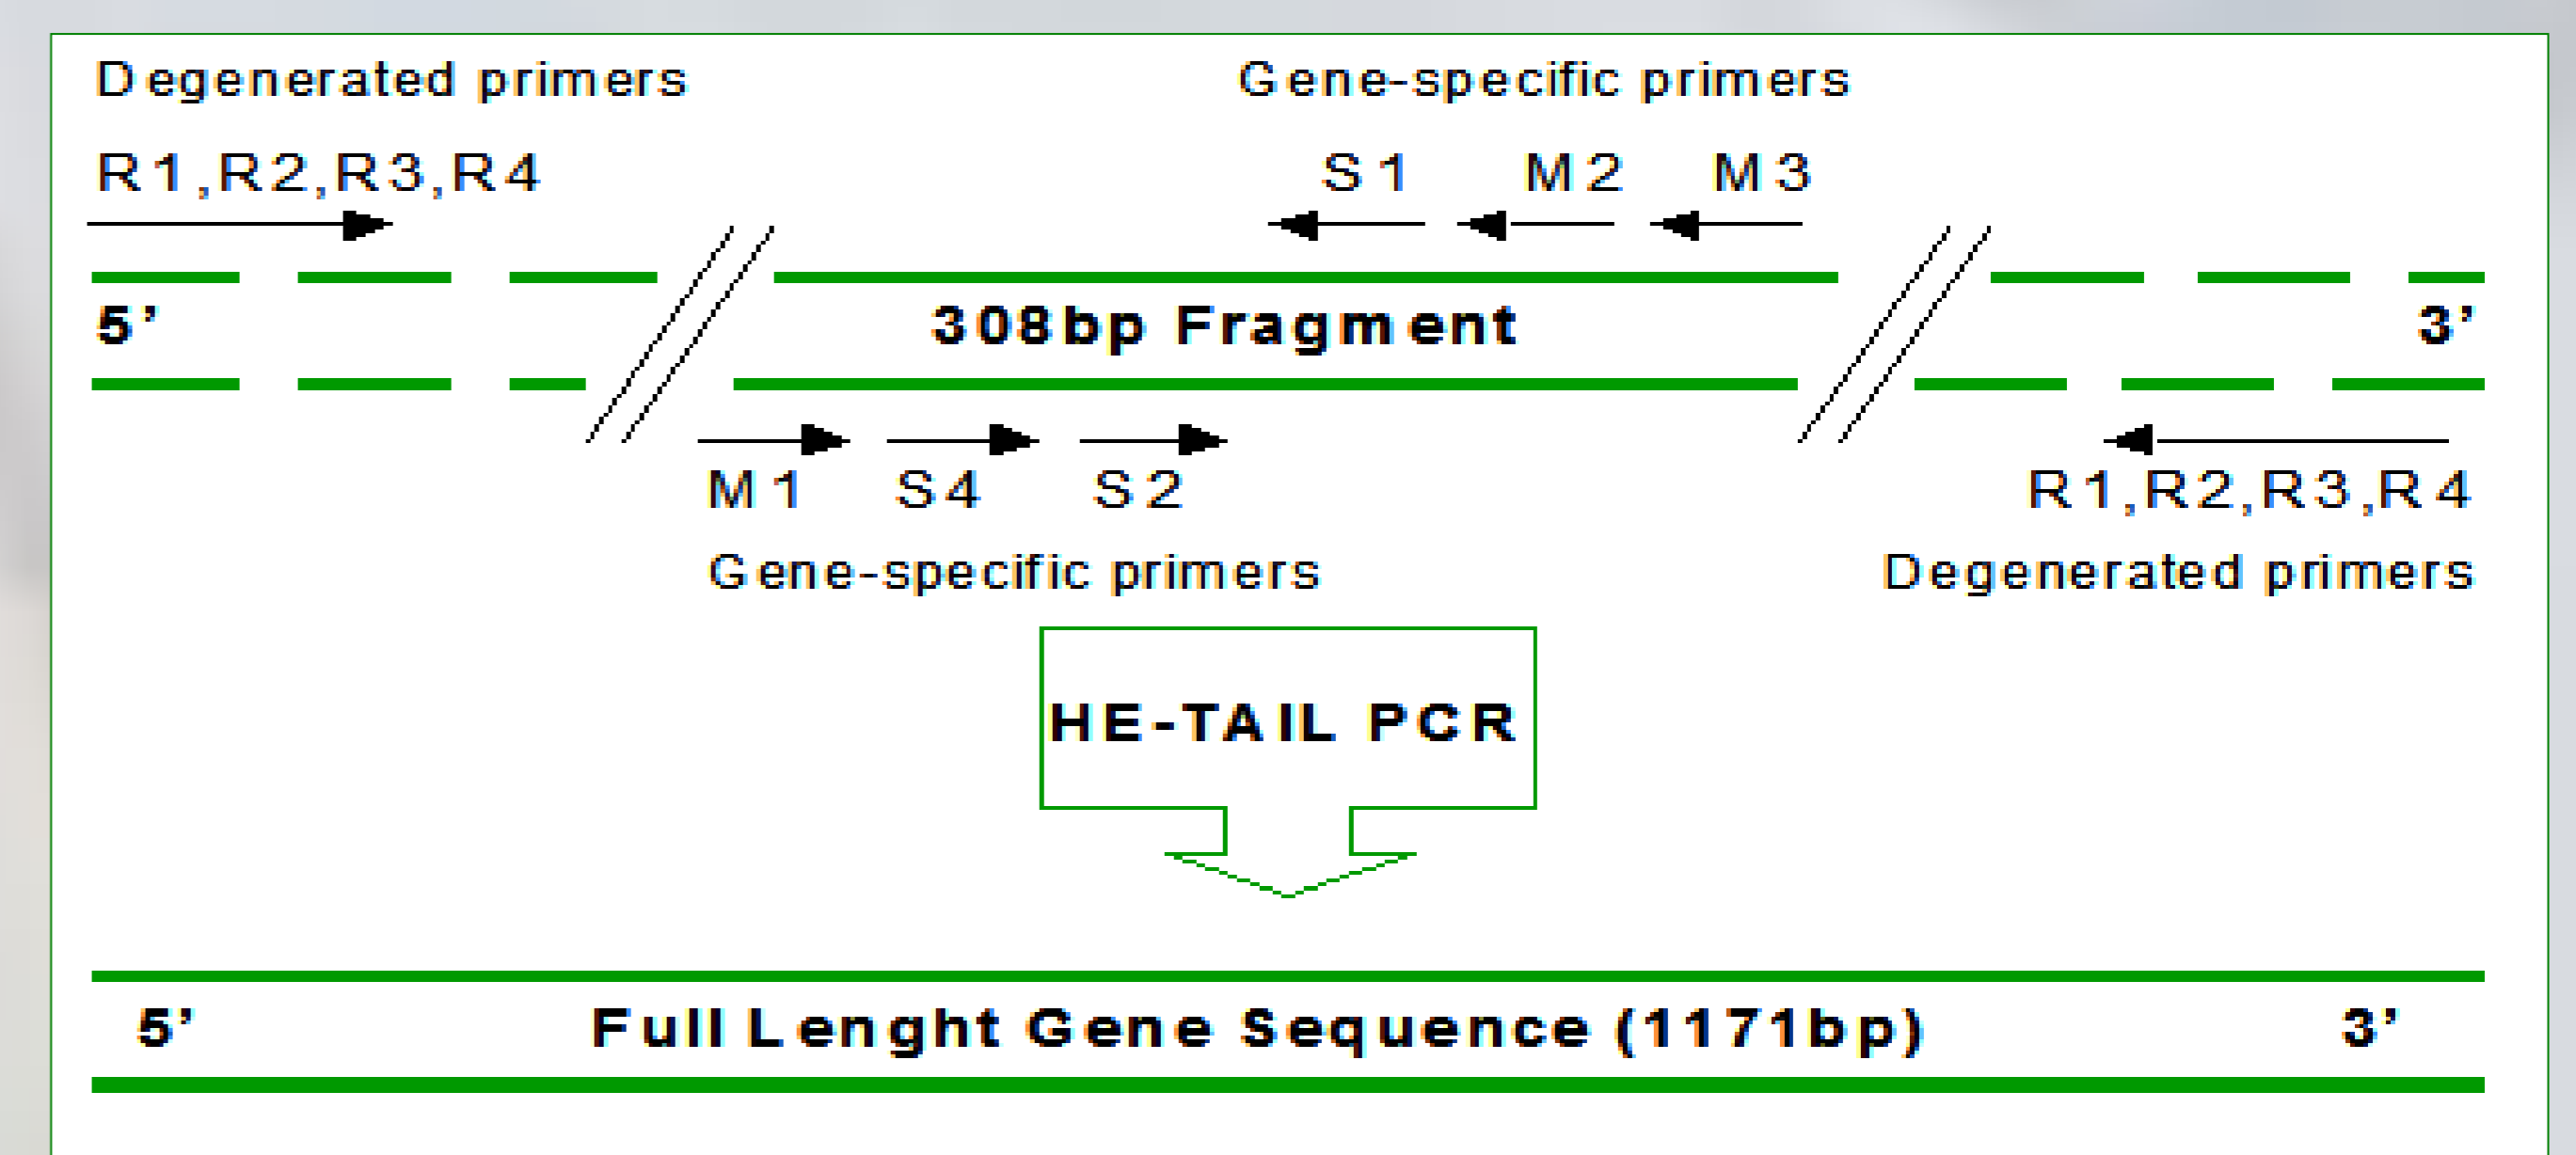 Degenerated primers Gene-specific primers
R1,R2,R3,R4 S1 M2 M3
5’ 308bp Fragment 3’
M1 S4 S2 R1,R2,R3,R4
Gene-specific primers Degenerated primers
HE-TAIL PCR
5’ Full Lenght Gene Sequence (1171bp) 3’